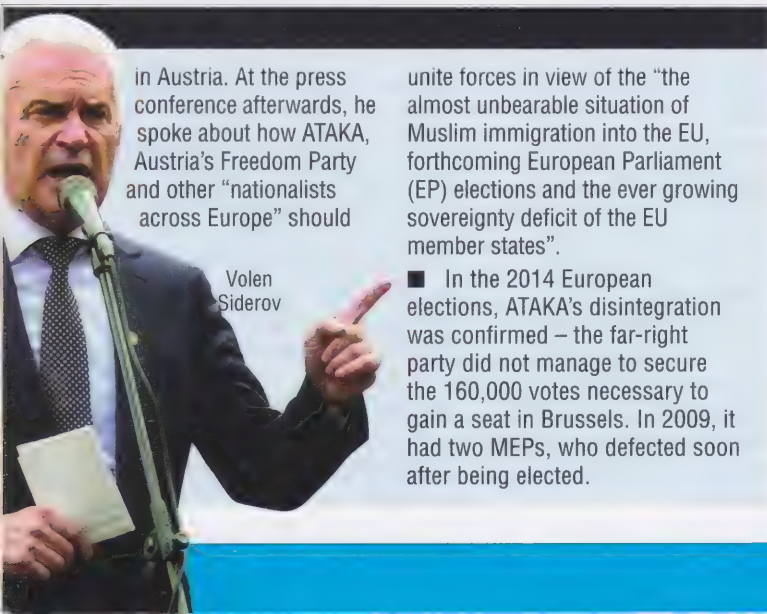 in Austria. At the press
conference afterwards, he
spoke about how ATAKA,
Austria's Freedom Party
and other “nationalists
across Europe” should
Volen
Siderov
unite forces in view of the “the
almost unbearable situation of
Muslim immigration into the EU,
forthcoming European Parliament
(EP) elections and the ever growing
sovereignty deficit of the EU
member states”.
■ In the 2014 European
elections, ATAKA's disintegration
was confirmed – the far-right
party did not manage to secure
the 160,000 votes necessary to
gain a seat in Brussels. In 2009, it
had two MEPs, who defected soon
after being elected.